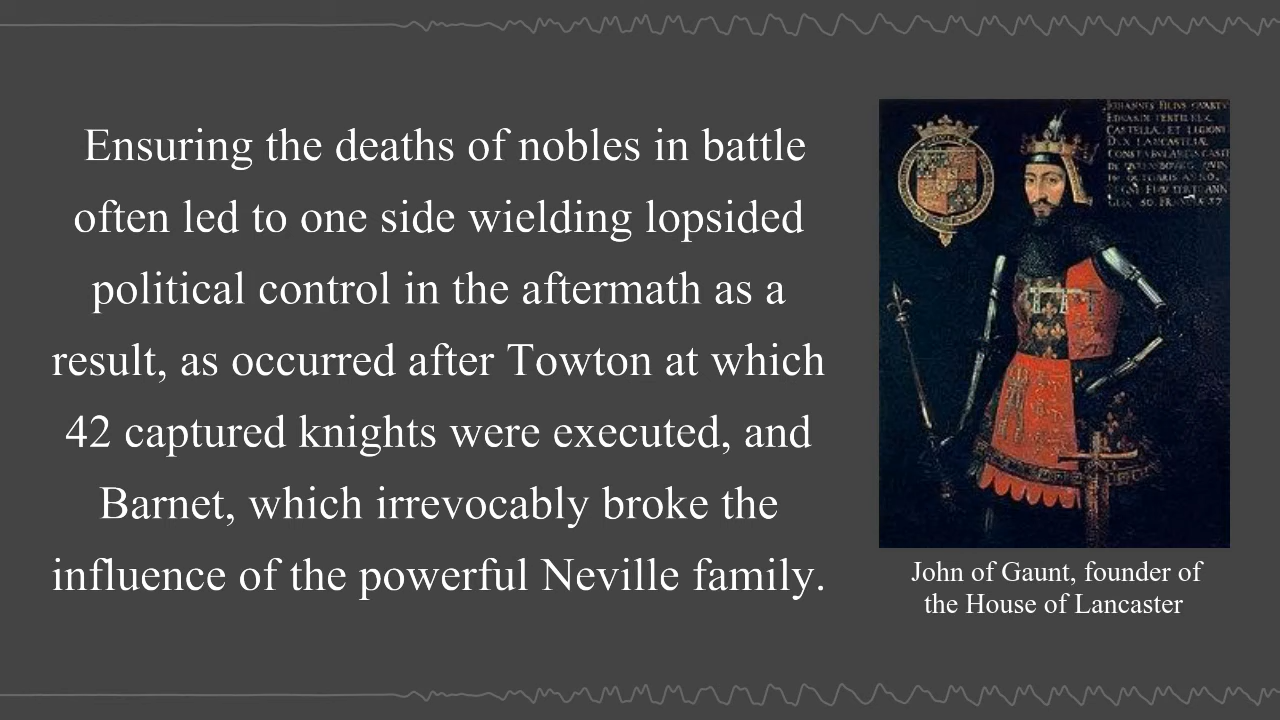 Ensuring the deaths of nobles in battle
often led to one side wielding lopsided
political control in the aftermath as a
result, as occurred after Towton at which
42 captured knights were executed, and
Barnet, which irrevocably broke the
influence of the powerful Neville family.
John of Gaunt, founder of
the House of Lancaster